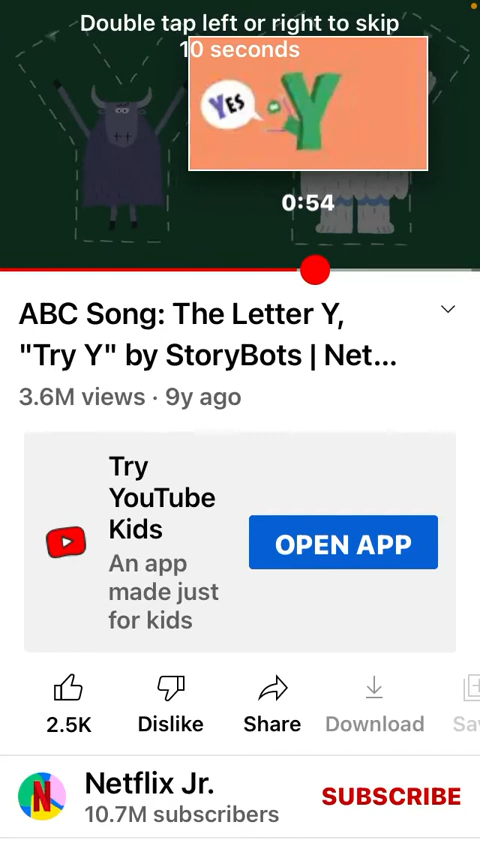 Double tap left or right to skip
10 seconds
YES
Y
0:54
ABC Song: The Letter Y,
"Try Y" by StoryBots | Net...
3.6M views · 9y ago
Try
YouTube
Kids
An app
made just
for kids
OPEN APP
2.5K
Dislike
Share
Download
Sa
N
Netflix Jr.
10.7M subscribers
SUBSCRIBE